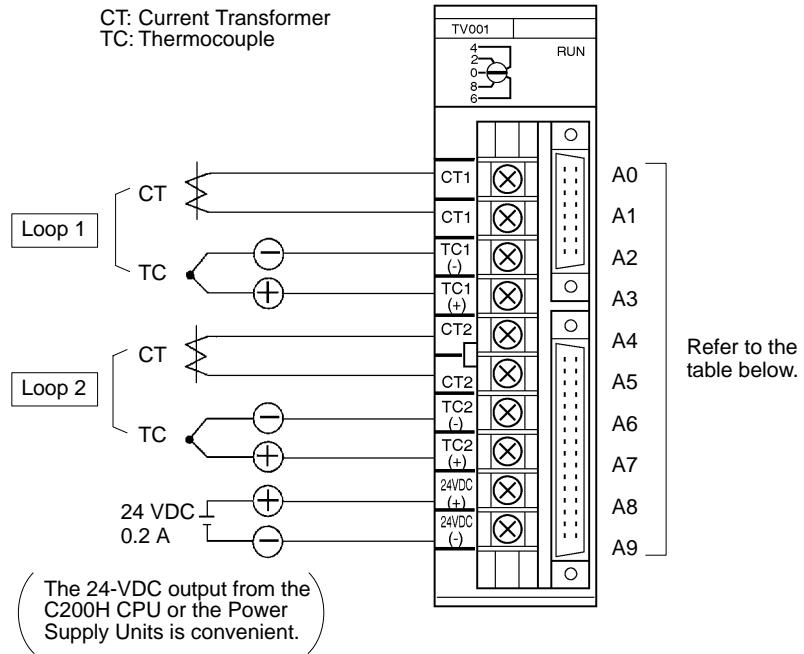 CT: Current Transformer
TC: Thermocouple
TV001
RUN
4
2
0
8
6
Loop 1
CT
TC
CT1
CT1
TC1
(-)
TC1
(+)
A0
A1
A2
A3
Loop 2
CT
TC
CT2
CT2
TC2
(-)
TC2
(+)
A4
A5
A6
A7
Refer to the
table below.
24 VDC
0.2 A
24VDC
(+)
24VDC
(-)
A8
A9
The 24-VDC output from the
C200H CPU or the Power
Supply Units is convenient.